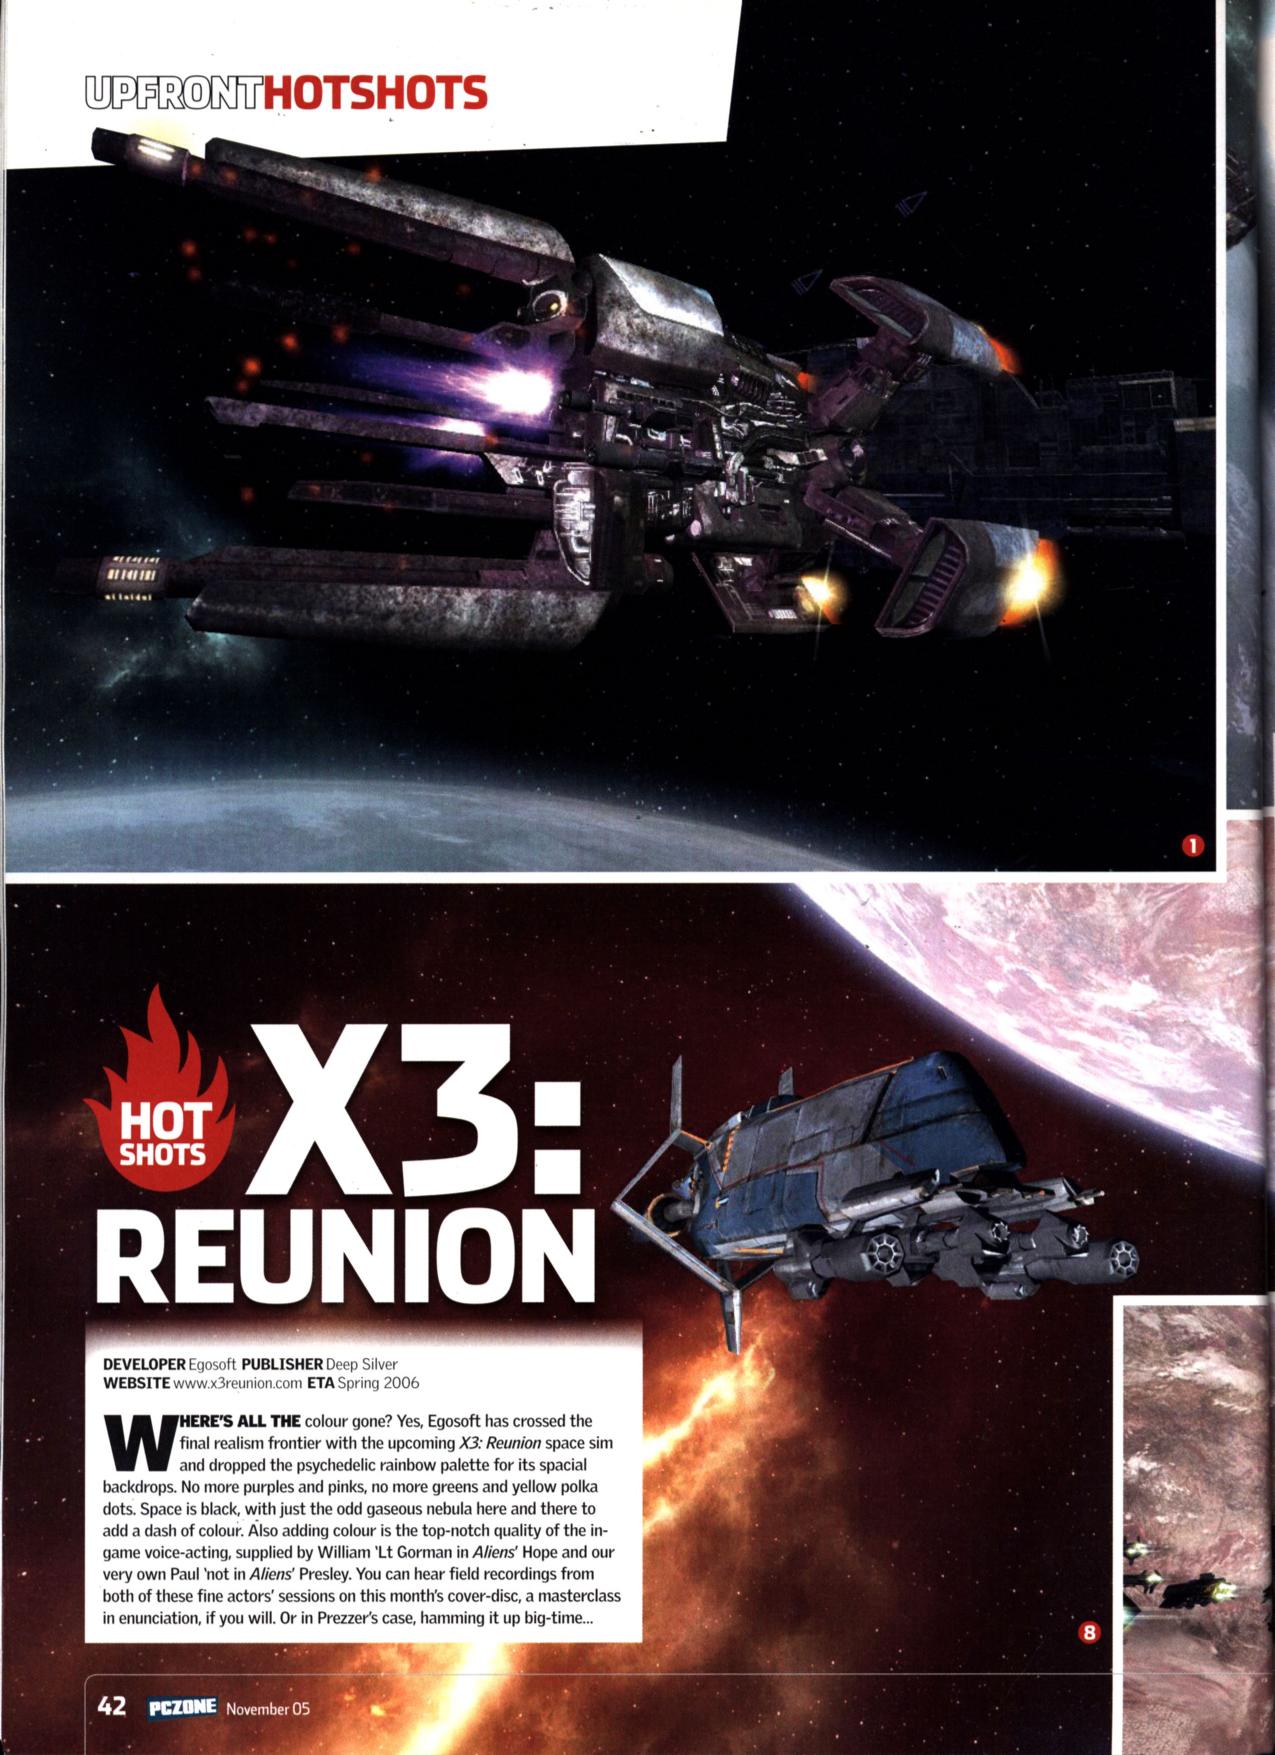 UPFRONTHOTSHOTS
1
HOT
SHOTS
X3:
REUNION
DEVELOPER Egosoft PUBLISHER Deep Silver
WEBSITE www.x3reunion.com ETA Spring 2006
WHERE'S ALL THE colour gone? Yes, Egosoft has crossed the
final realism frontier with the upcoming X3: Reunion space sim
and dropped the psychedelic rainbow palette for its spacial
backdrops. No more purples and pinks, no more greens and yellow polka
dots. Space is black, with just the odd gaseous nebula here and there to
add a dash of colour. Also adding colour is the top-notch quality of the in-
game voice-acting, supplied by William 'Lt Gorman in Aliens' Hope and our
very own Paul 'not in Aliens' Presley. You can hear field recordings from
both of these fine actors' sessions on this month's cover-disc, a masterclass
in enunciation, if you will. Or in Prezzer's case, hamming it up big-time...
8
42 PCZONE November 05